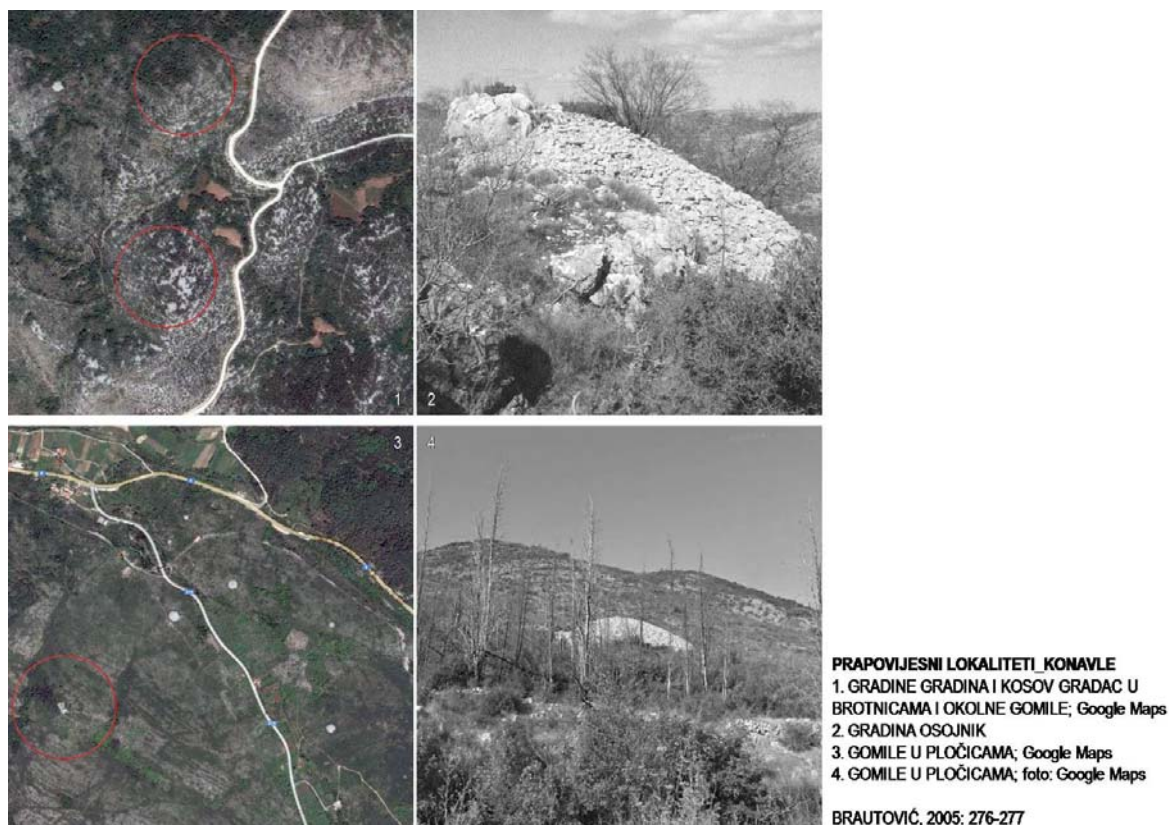 1
2
3
4
PRAPOVIJESNI LOKALITETI_KONAVLE
1. GRADINE GRADINA I KOSOV GRADAC U
BROTNICAMA I OKOLNE GOMILE; Google Maps
2. GRADINA OSOJNIK
3. GOMILE U PLOČICAMA; Google Maps
4. GOMILE U PLOČICAMA; foto: Google Maps
BRAUTOVIĆ, 2005: 276-277